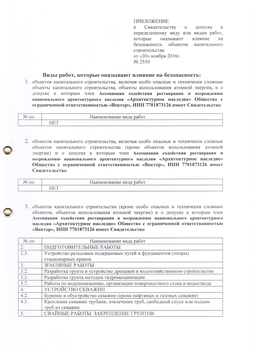 ПРИЛОЖЕНИЕ
к Свидетельству о допуске к
определенному виду или видам работ,
которые оказывают влияние на
безопасность объектов капитального
строительства
от «30» ноября 2016г.
№ 2550
Виды работ, которые оказывают влияние на безопасность:
1. объектов капитального строительства, включая особо опасные и технически сложные
объекты капитального строительства, объекты использования атомной энергии, и о
допуске к которым член Ассоциации содействия реставрации и возрождению
национального архитектурного наследия «Архитектурное наследие» Общество с
ограниченной ответственностью «Вектор», ИНН 7701873126 имеет Свидетельство
№ пп Наименование вида работ
НЕТ
2. объектов капитального строительства, включая особо опасные и технически сложные
объекты капитального строительства (кроме объектов использования атомной
энергии) и о допуске к которым член Ассоциации содействия реставрации и
возрождению национального архитектурного наследия «Архитектурное наследие»
Общество с ограниченной ответственностью «Вектор», ИНН 7701873126 имеет
Свидетельство
№ пп Наименование вида работ
НЕТ
3. объектов капитального строительства (кроме особо опасных и технически сложных
объектов, объектов использования атомной энергии) и о допуске к которым член
Ассоциации содействия реставрации и возрождению национального архитектурного
наследия «Архитектурное наследие» Общество с ограниченной ответственностью
«Вектор», ИНН 7701873126 имеет Свидетельство
№ пп Наименование вида работ
2. ПОДГОТОВИТЕЛЬНЫЕ РАБОТЫ
2.3. Устройство рельсовых подкрановых путей и фундаментов (опоры)
стационарных кранов
3. ЗЕМЛЯНЫЕ РАБОТЫ
3.2. Разработка грунта и устройство дренажей в водохозяйственном строительстве
3.3. Разработка грунта методом гидромеханизации
3.7. Работы по водопонижению, организации поверхностного стока и водоотвода
4. УСТРОЙСТВО СКВАЖИН
4.2. Бурение и обустройство скважин (кроме нефтяных и газовых скважин)
4.3. Крепление скважин трубами, извлечение труб, свободный спуск или подъем
труб из скважин
5. СВАЙНЫЕ РАБОТЫ. ЗАКРЕПЛЕНИЕ ГРУНТОВ